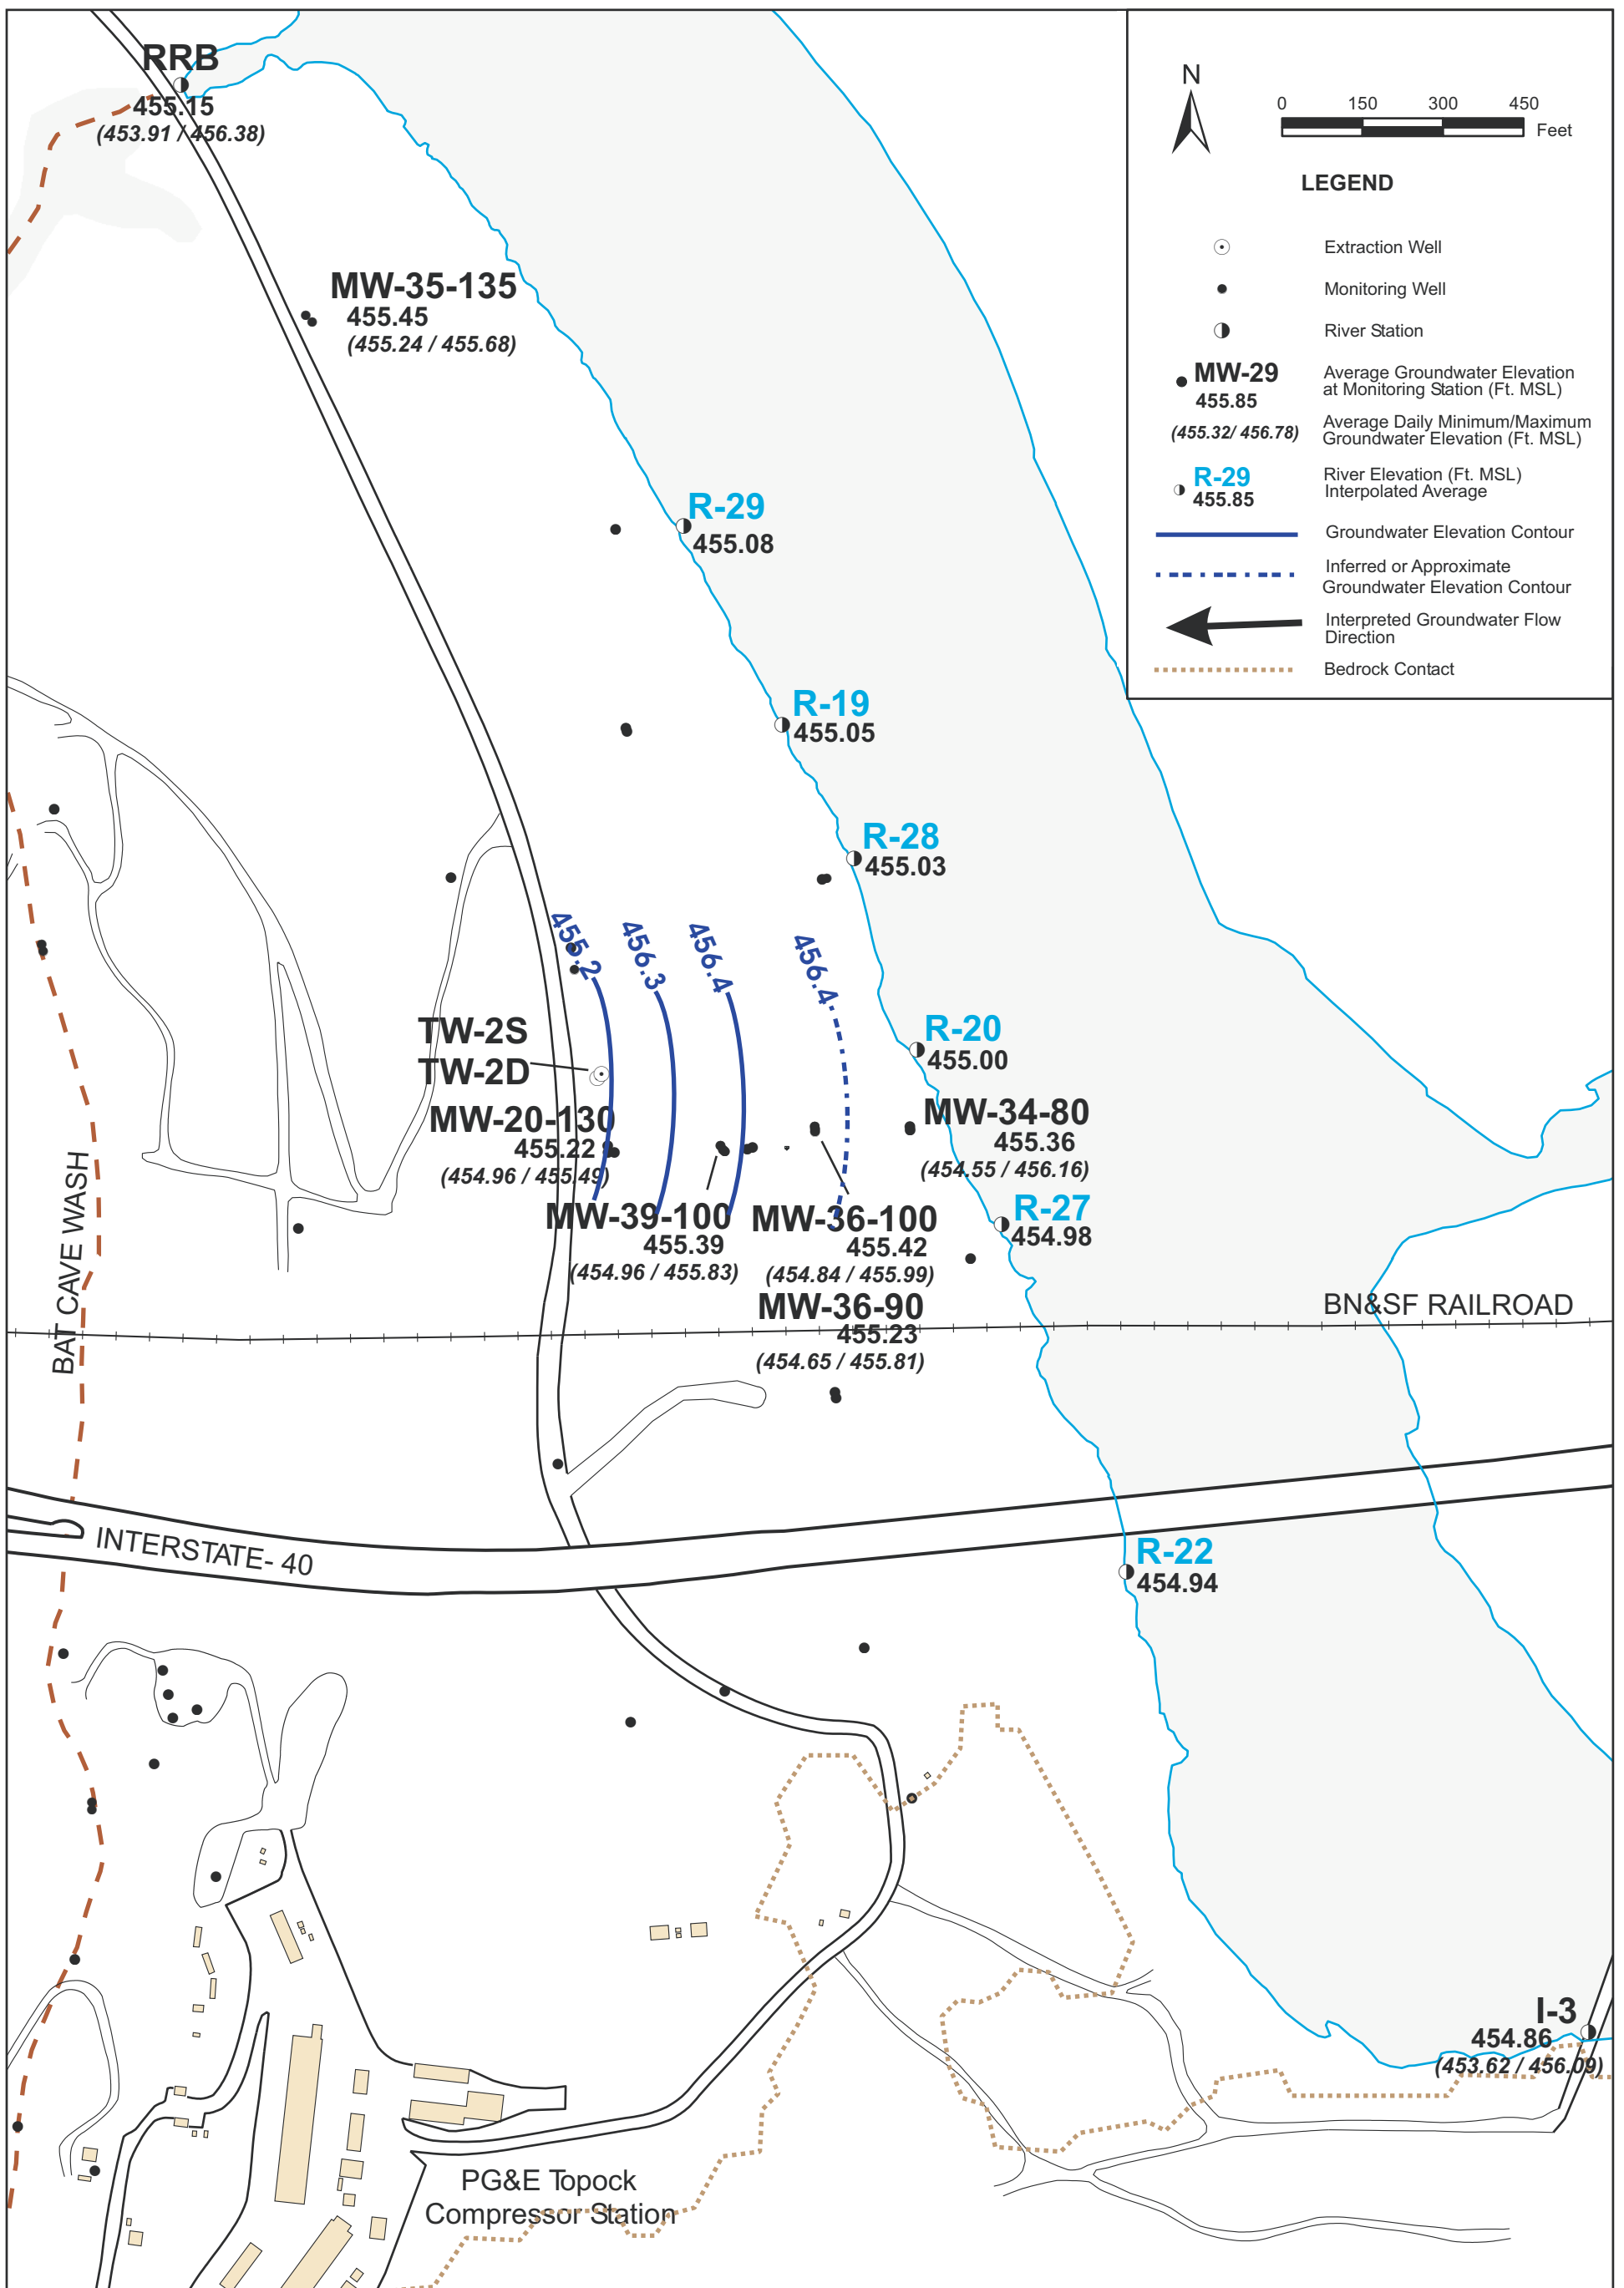 RRB
455.15
(453.91 / 456.38)
N
0 150 300 450
Feet
LEGEND
Extraction Well
Monitoring Well
River Station
MW-29
455.85
Average Groundwater Elevation
at Monitoring Station (Ft. MSL)
(455.32/ 456.78)
Average Daily Minimum/Maximum
Groundwater Elevation (Ft. MSL)
R-29
455.85
River Elevation (Ft. MSL)
Interpolated Average
Groundwater Elevation Contour
Inferred or Approximate
Groundwater Elevation Contour
Interpreted Groundwater Flow
Direction
Bedrock Contact
MW-35-135
455.45
(455.24 / 455.68)
R-29
455.08
R-19
455.05
R-28
455.03
455.2
456.3
456.4
456.4
R-20
455.00
TW-2S
TW-2D
MW-20-130
455.22
(454.96 / 455.49)
MW-34-80
455.36
(454.55 / 456.16)
R-27
454.98
MW-39-100
455.39
(454.96 / 455.83)
MW-36-100
455.42
(454.84 / 455.99)
MW-36-90
455.23
(454.65 / 455.81)
BAT CAVE WASH
BN&SF RAILROAD
INTERSTATE- 40
R-22
454.94
I-3
454.86
(453.62 / 456.09)
PG&E Topock
Compressor Station